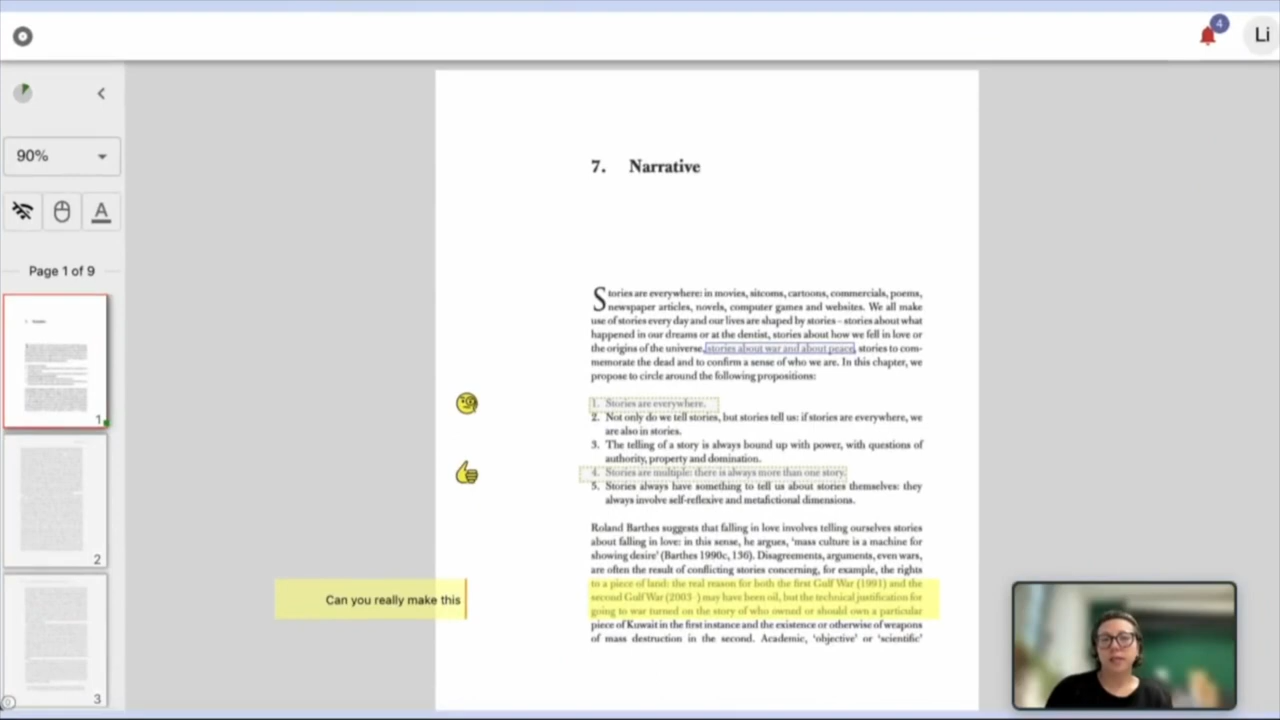 4
Li
90%
A
Page 1 of 9
1
2
3
7. Narrative
Stories are everywhere: in movies, sitcoms, cartoons, commercials, poems,
newspaper articles, novels, computer games and websites. We all make
use of stories every day and our lives are shaped by stories - stories about what
happened in our dreams or at the dentist, stories about how we fell in love or
the origins of the universe, stories about war and about peace, stories to com-
memorate the dead and to confirm a sense of who we are. In this chapter, we
propose to circle around the following propositions:
1. Stories are everywhere.
2. Not only do we tell stories, but stories tell us: if stories are everywhere, we
are also in stories.
3. The telling of a story is always bound up with power, with questions of
authority, property and domination.
4. Stories are multiple: there is always more than one story.
5. Stories always have something to tell us about stories themselves: they
always involve self-reflexive and metafictional dimensions.
Roland Barthes suggests that falling in love involves telling ourselves stories
about falling in love: in this sense, he argues, 'mass culture is a machine for
showing desire' (Barthes 1990c, 136). Disagreements, arguments, even wars,
are often the result of conflicting stories concerning, for example, the rights
to a piece of land: the real reason for both the first Gulf War (1991) and the
second Gulf War (2003- ) may have been oil, but the technical justification for
going to war turned on the story of who owned or should own a particular
piece of Kuwait in the first instance and the existence or otherwise of weapons
of mass destruction in the second. Academic, 'objective' or 'scientific'
Can you really make this